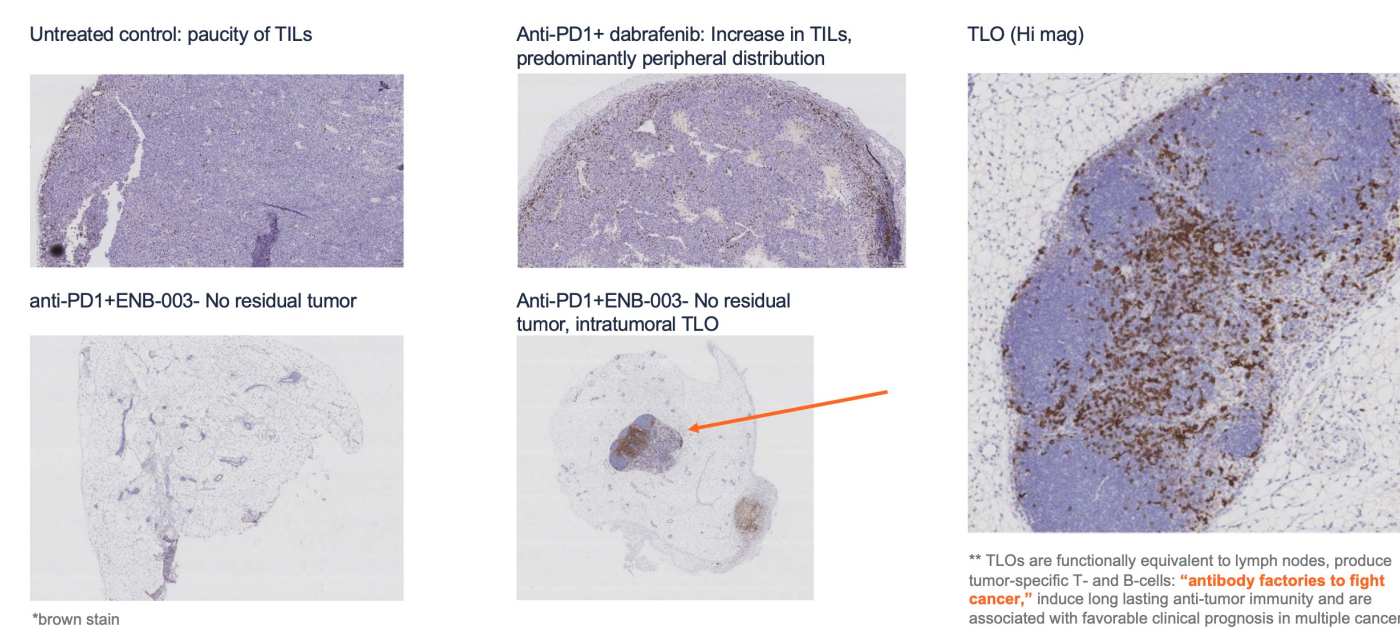 Untreated control: paucity of TILs
Anti-PD1+ dabrafenib: Increase in TILs,
predominantly peripheral distribution
TLO (Hi mag)
anti-PD1+ENB-003- No residual tumor
Anti-PD1+ENB-003- No residual
tumor, intratumoral TLO
*brown stain
** TLOs are functionally equivalent to lymph nodes, produce
tumor-specific T- and B-cells: “antibody factories to fight
cancer,” induce long lasting anti-tumor immunity and are
associated with favorable clinical prognosis in multiple cancer